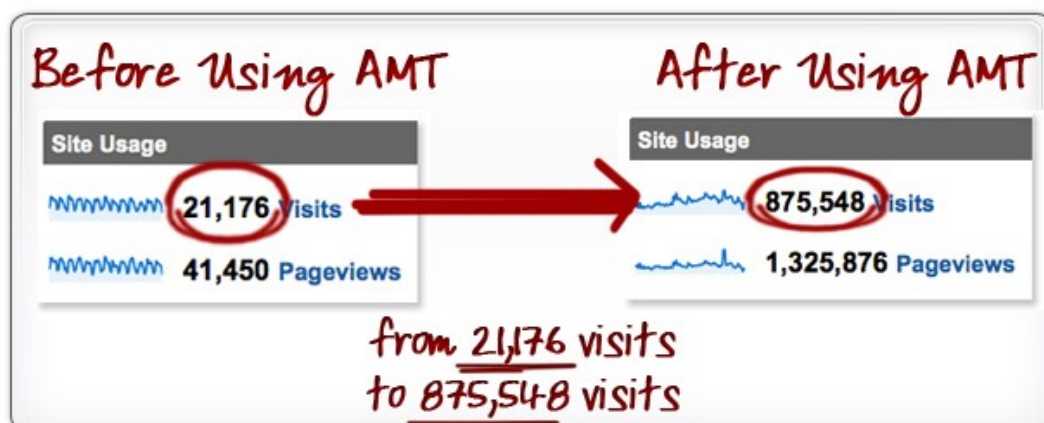 Before Using AMT
Site Usage
21,176 Visits
41,450 Pageviews
After Using AMT
Site Usage
875,548 Visits
1,325,876 Pageviews
from 21,176 visits
to 875,548 visits